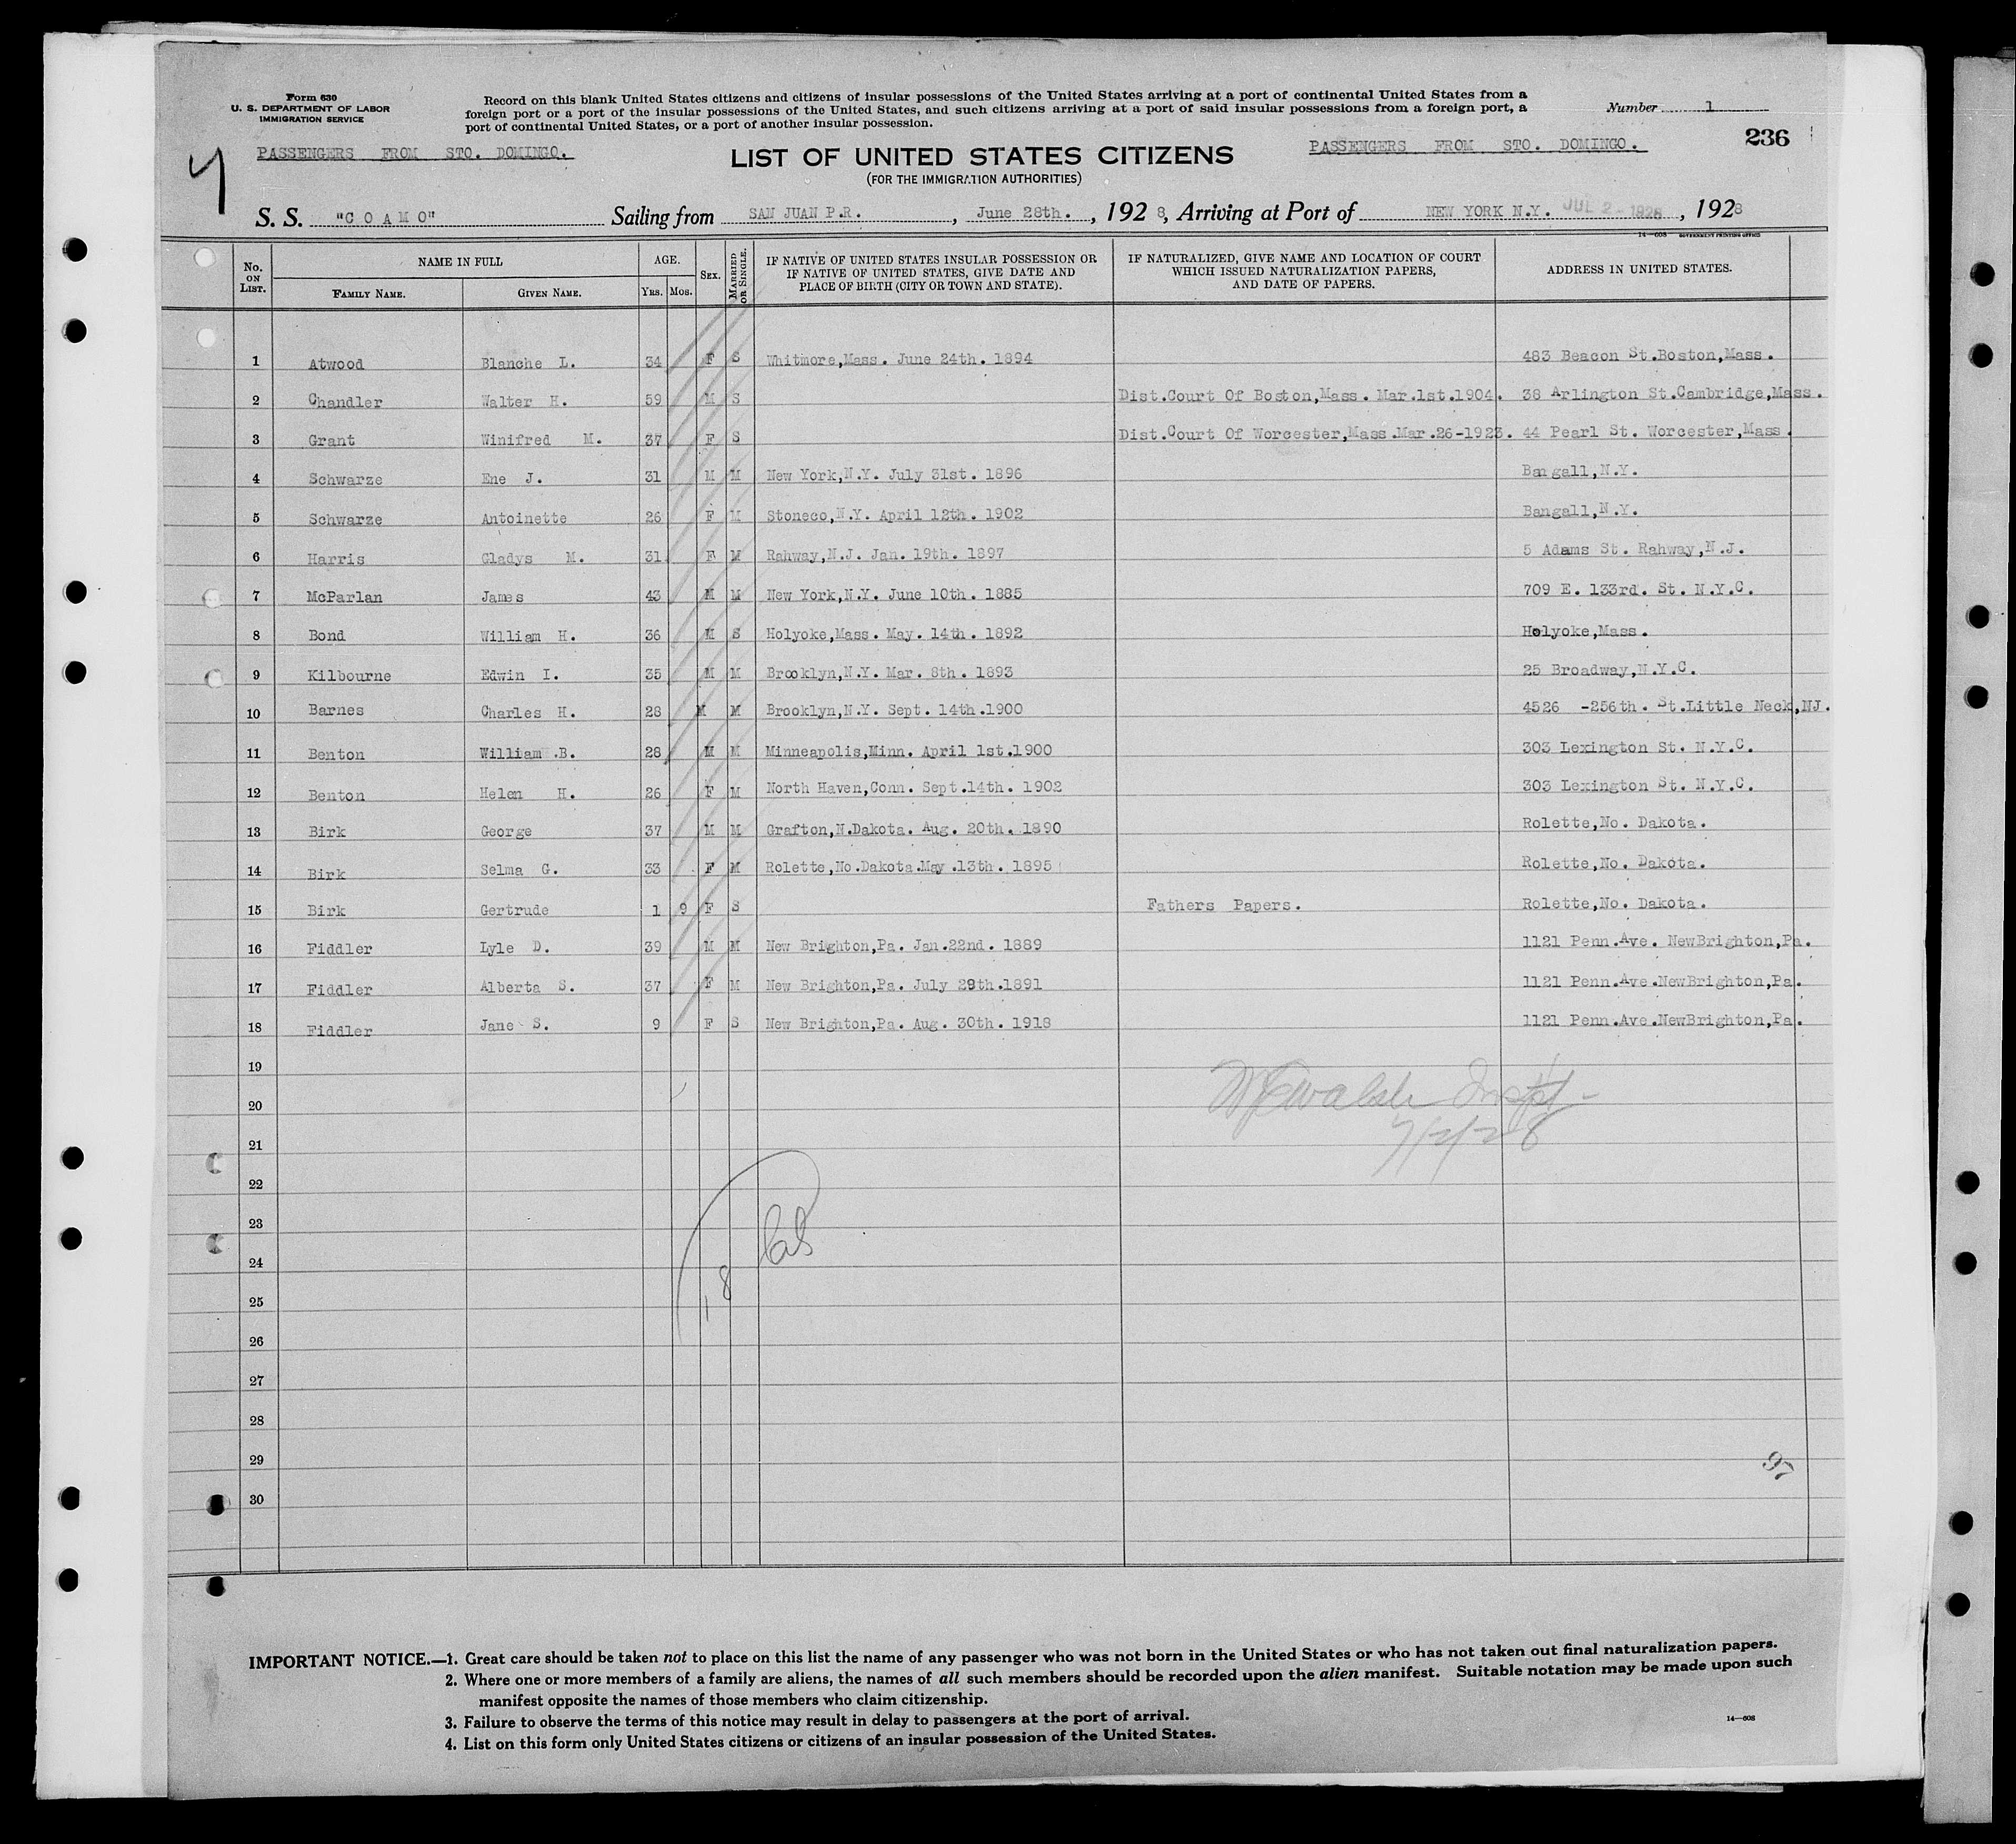 Form 630
U. S. DEPARTMENT OF LABOR
IMMIGRATION SERVICE
Record on this blank United States citizens and citizens of insular possessions of the United States arriving at a port of continental United States from a
foreign port or a port of the insular possessions of the United States, and such citizens arriving at a port of said insular possessions from a foreign port, a
port of continental United States, or a port of another insular possession.
Number 1
236
PASSENGERS FROM STO. DOMINGO.
LIST OF UNITED STATES CITIZENS
PASSENGERS FROM STO. DOMINGO.
(FOR THE IMMIGRATION AUTHORITIES)
S. S. "C O A M O" Sailing from SAN JUAN P.R. , June 28th. , 192 8, Arriving at Port of NEW YORK N.Y. JUL 2 - 1928 , 1928
14—608 GOVERNMENT PRINTING OFFICE
No. ON LIST. NAME IN FULL FAMILY NAME. GIVEN NAME. AGE. YRS. MOS. SEX. MARRIED OR SINGLE. IF NATIVE OF UNITED STATES INSULAR POSSESSION OR IF NATIVE OF UNITED STATES, GIVE DATE AND PLACE OF BIRTH (CITY OR TOWN AND STATE). IF NATURALIZED, GIVE NAME AND LOCATION OF COURT WHICH ISSUED NATURALIZATION PAPERS, AND DATE OF PAPERS. ADDRESS IN UNITED STATES.
1 Atwood Blanche L. 34 F S Whitmore,Mass. June 24th. 1894 483 Beacon St.Boston,Mass.
2 Chandler Walter H. 59 M S Dist.Court Of Boston,Mass. Mar.1st.1904. 38 Arlington St.Cambridge,Mass.
3 Grant Winifred M. 37 F S Dist.Court Of Worcester,Mass.Mar.26-1923. 44 Pearl St. Worcester,Mass.
4 Schwarze Ene J. 31 M M New York,N.Y. July 31st. 1896 Bangall,N.Y.
5 Schwarze Antoinette 26 F M Stoneco,N.Y. April 12th. 1902 Bangall,N.Y.
6 Harris Gladys M. 31 F M Rahway,N.J. Jan. 19th. 1897 5 Adams St. Rahway,N.J.
7 McParlan James 43 M M New York,N.Y. June 10th. 1885 709 E. 133rd. St. N.Y.C.
8 Bond William H. 36 M S Holyoke,Mass. May. 14th. 1892 Holyoke,Mass.
9 Kilbourne Edwin I. 35 M M Brooklyn,N.Y. Mar. 8th. 1893 25 Broadway,N.Y.C.
10 Barnes Charles H. 28 M M Brooklyn,N.Y. Sept. 14th.1900 4526 -256th. St.Little Neck,NJ.
11 Benton William.B. 28 M M Minneapolis,Minn. April 1st.1900 303 Lexington St. N.Y.C.
12 Benton Helen H. 26 F M North Haven,Conn. Sept.14th. 1902 303 Lexington St. N.Y.C.
13 Birk George 37 M M Grafton,N.Dakota. Aug. 20th. 1890 Rolette,No. Dakota.
14 Birk Selma G. 33 F M Rolette,No.Dakota.May.13th. 1895 Rolette,No. Dakota.
15 Birk Gertrude 1 9 F S Fathers Papers. Rolette,No. Dakota.
16 Fiddler Lyle D. 39 M M New Brighton,Pa. Jan.22nd. 1889 1121 Penn.Ave. NewBrighton,Pa.
17 Fiddler Alberta S. 37 F M New Brighton,Pa. July 29th.1891 1121 Penn.Ave.NewBrighton,Pa.
18 Fiddler Jane S. 9 F S New Brighton,Pa. Aug. 30th. 1918 1121 Penn.Ave.NewBrighton,Pa.
19
20
Walsh Inspt
21
7/2/28
22
23
24
18
25
26
27
28
29
97
30
IMPORTANT NOTICE.—1. Great care should be taken not to place on this list the name of any passenger who was not born in the United States or who has not taken out final naturalization papers.
2. Where one or more members of a family are aliens, the names of all such members should be recorded upon the alien manifest. Suitable notation may be made upon such
manifest opposite the names of those members who claim citizenship.
3. Failure to observe the terms of this notice may result in delay to passengers at the port of arrival.
14—608
4. List on this form only United States citizens or citizens of an insular possession of the United States.